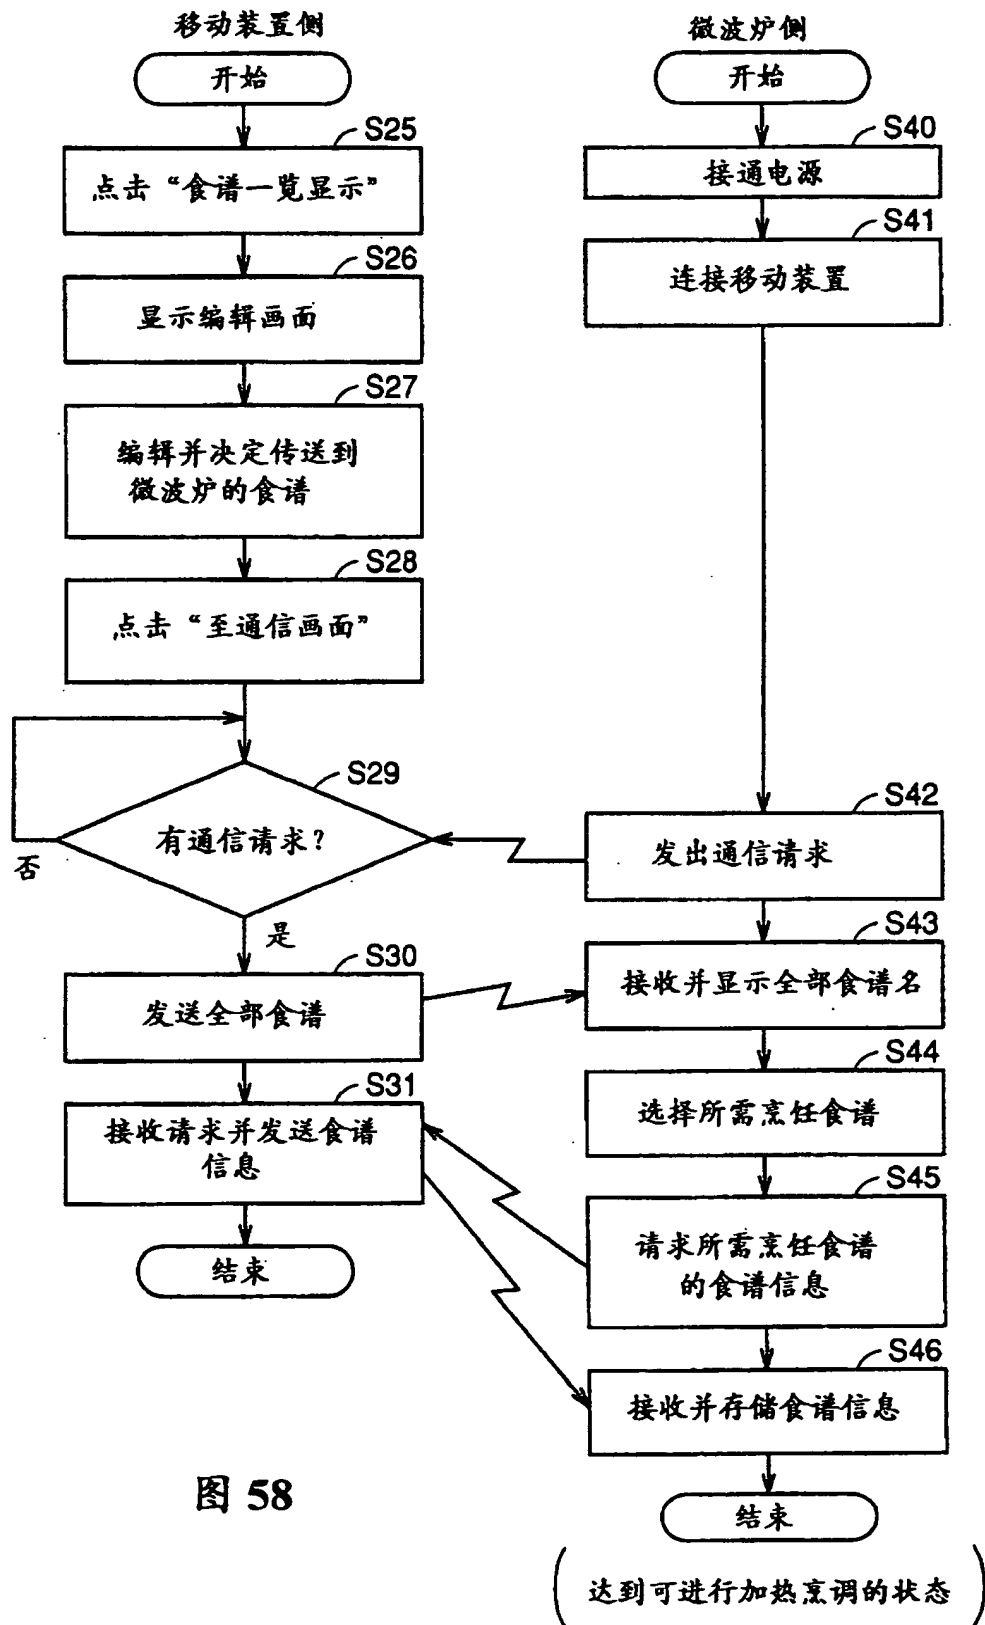 移动装置侧
开始
S25
点击“食谱一览显示”
S26
显示编辑画面
S27
编辑并决定传送到
微波炉的食谱
S28
点击“至通信画面”
S29
有通信请求?
否
是
S30
发送全部食谱
S31
接收请求并发送食谱
信息
结束
微波炉侧
开始
S40
接通电源
S41
连接移动装置
S42
发出通信请求
S43
接收并显示全部食谱名
S44
选择所需烹饪食谱
S45
请求所需烹饪食谱
的食谱信息
S46
接收并存储食谱信息
结束
(达到可进行加热烹调的状态)
图 58